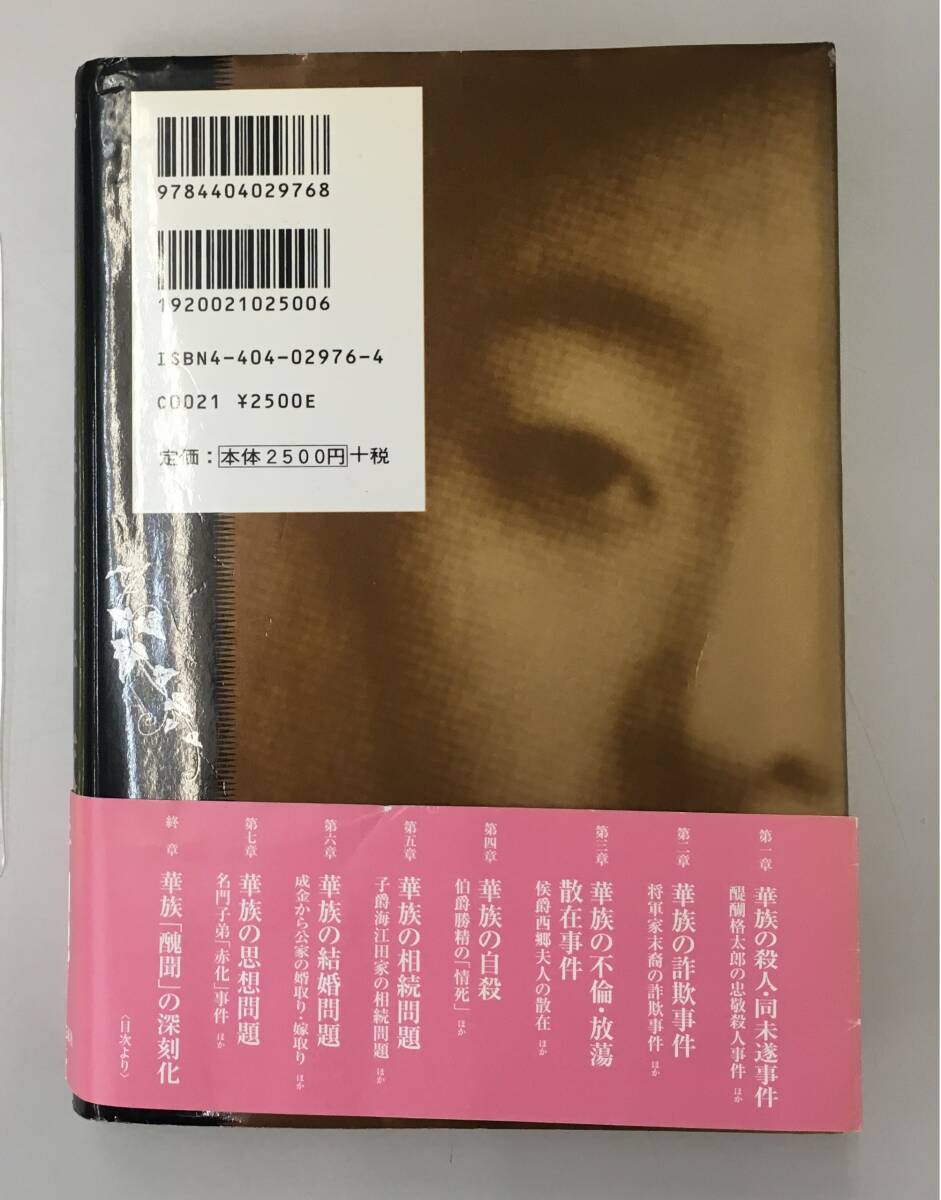 9784404029768
1920021025006
ISBN4-404-02976-4
C0021 ¥2500E
定価：本体2500円+税
第一章 華族の殺人・同未遂事件
醍醐格太郎の忠敬殺人事件 ほか
第二章 華族の詐欺事件
将軍家末裔の詐欺事件 ほか
第三章 華族の不倫・放蕩
散在事件
侯爵西郷夫人の散在 ほか
第四章 華族の自殺
伯爵勝精の「情死」 ほか
第五章 華族の相続問題
子爵海江田家の相続問題 ほか
第六章 華族の結婚問題
成金から公家の婿取り・嫁取り ほか
第七章 華族の思想問題
名門子弟「赤化」事件 ほか
終章 華族「醜聞」の深刻化
〈目次より〉